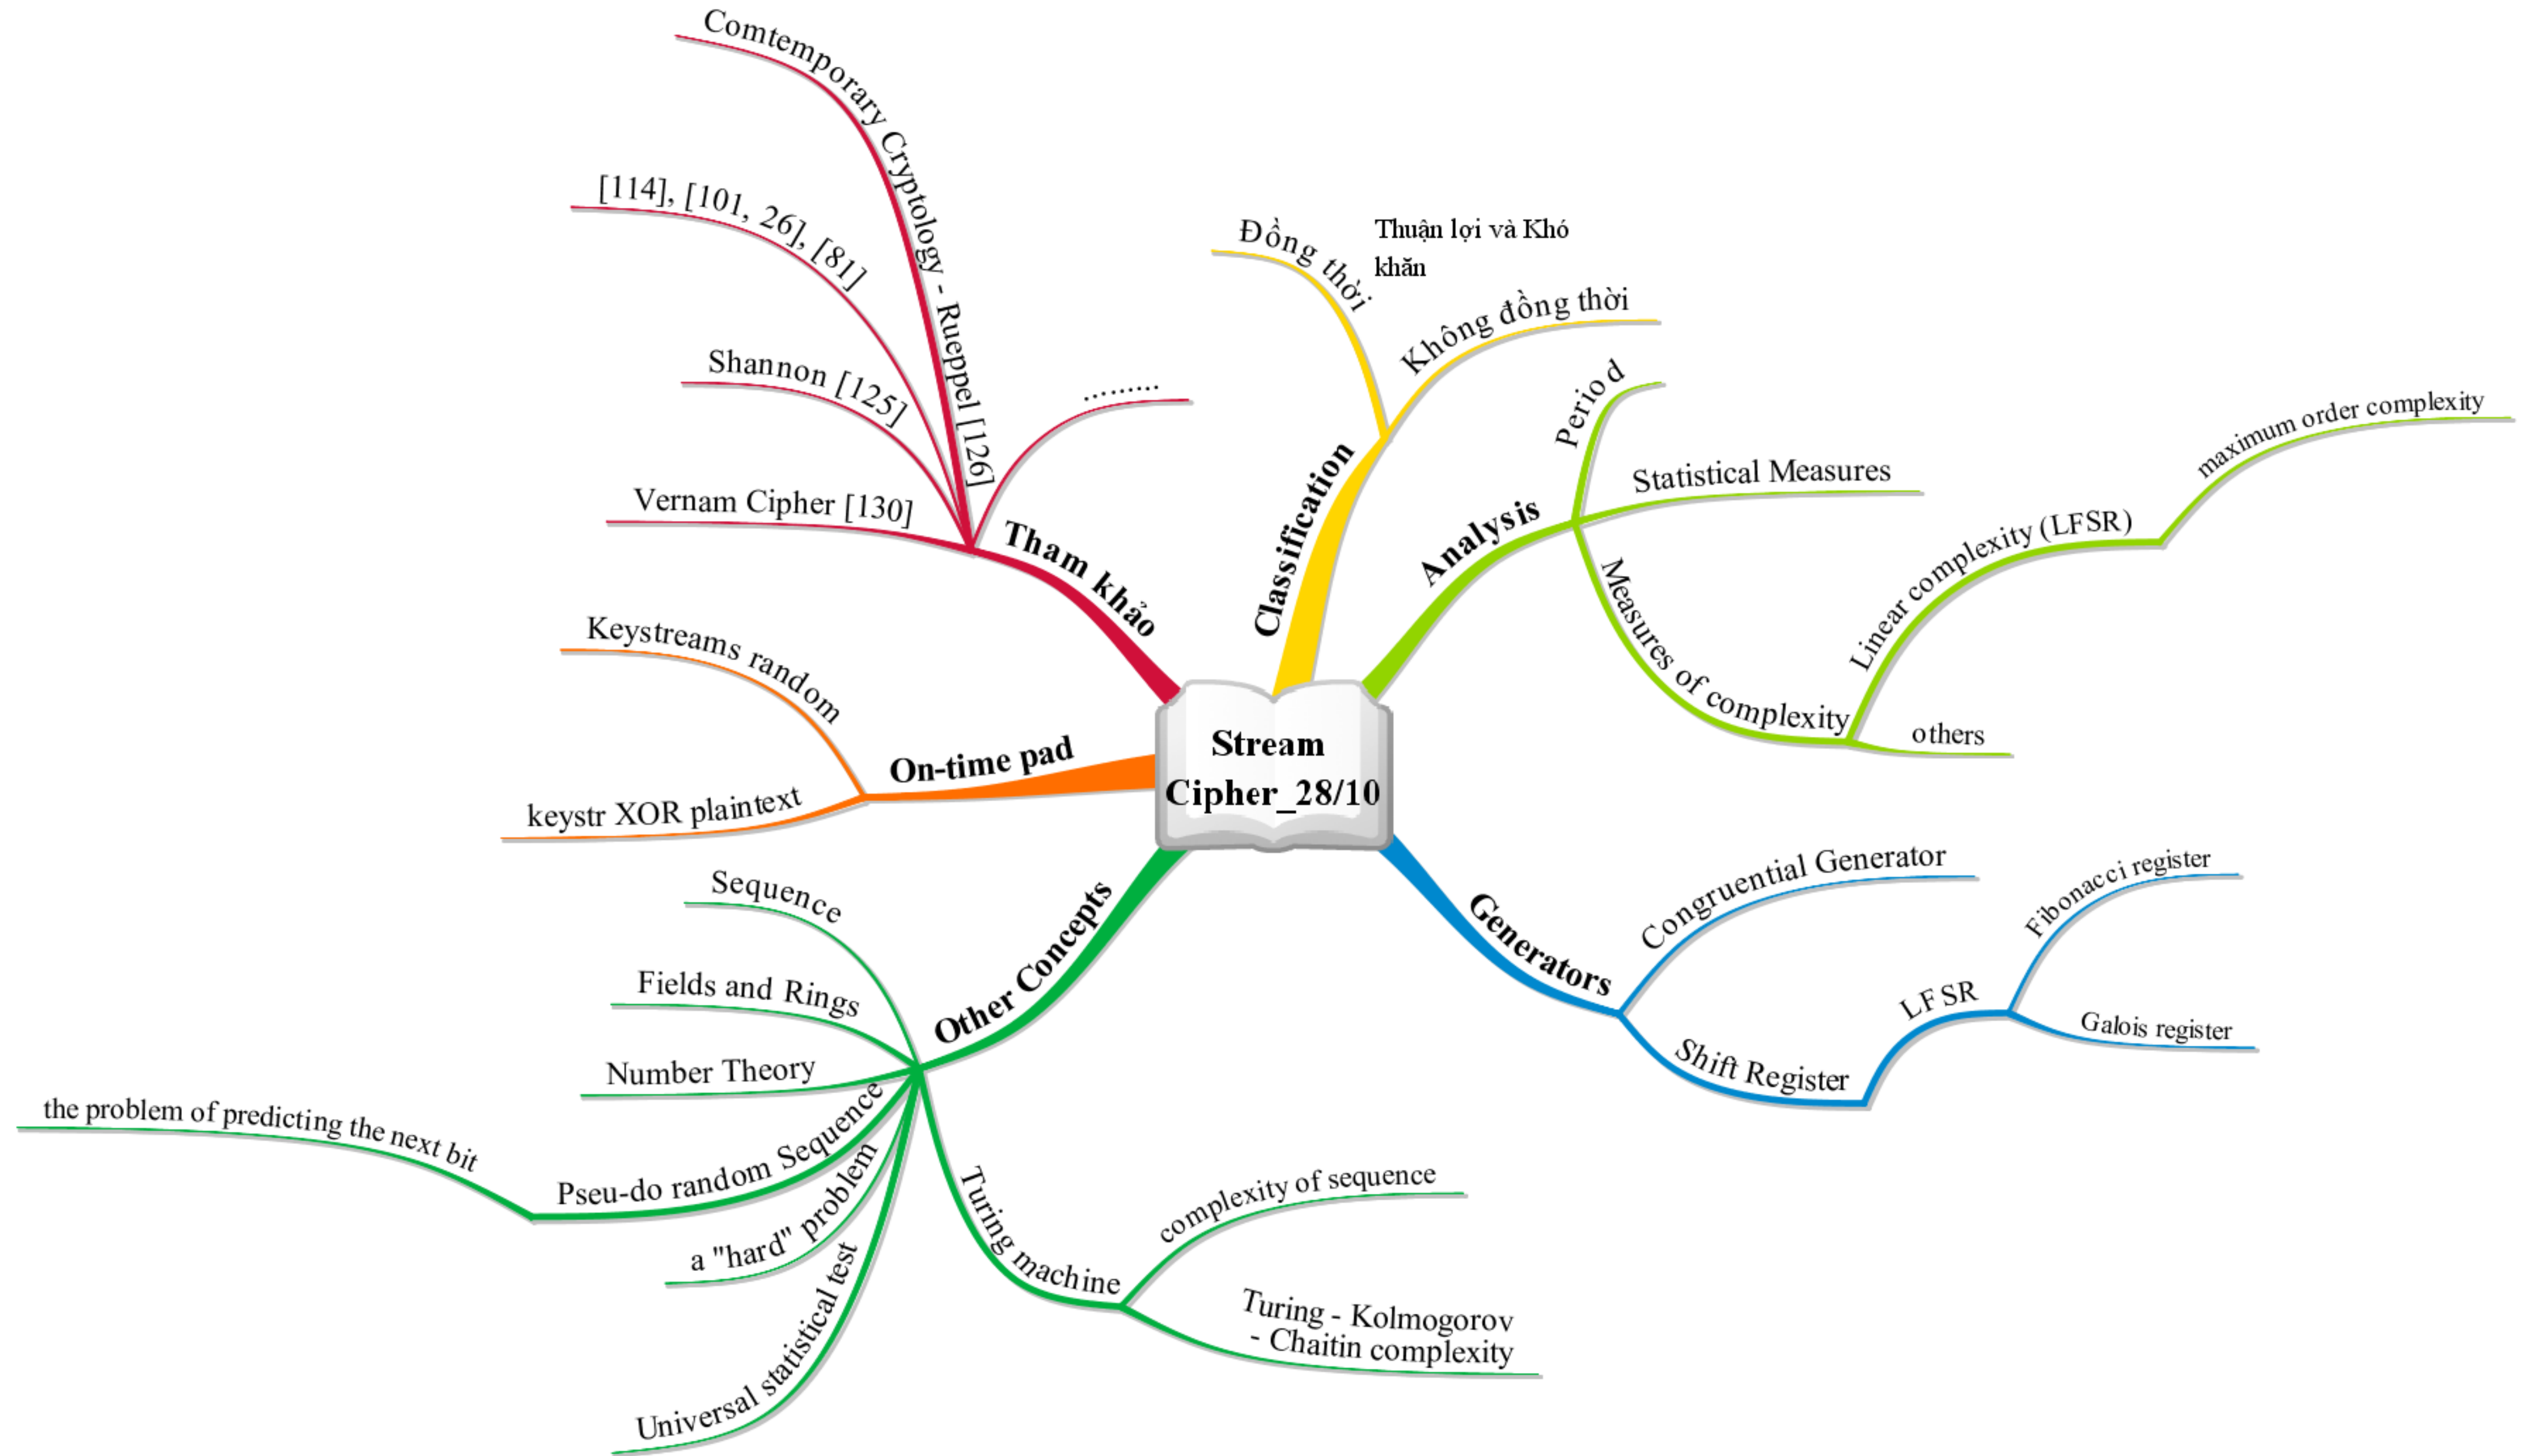 Stream
Cipher_28/10
Tham khảo
Comtemporary Cryptology - Rueppel [126]
[114], [101, 26], [81]
Shannon [125]
Vernam Cipher [130]
........
On-time pad
Keystreams random
keystr XOR plaintext
Other Concepts
Sequence
Fields and Rings
Number Theory
Pseu-do random Sequence
the problem of predicting the next bit
a "hard" problem
Universal statistical test
Turing machine
complexity of sequence
Turing - Kolmogorov
- Chaitin complexity
Classification
Đồng thời
Thuận lợi và Khó
khăn
Không đồng thời
Analysis
Period
Statistical Measures
Measures of complexity
Linear complexity (LFSR)
maximum order complexity
others
Generators
Congruential Generator
Shift Register
LFSR
Fibonacci register
Galois register